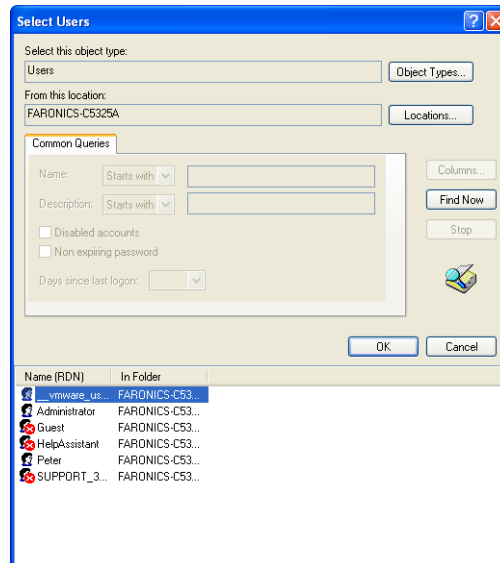 Select Users
Select this object type:
Users
Object Types...
From this location:
FARONICS-C5325A
Locations...
Common Queries
Name:
Starts with
Description:
Starts with
Disabled accounts
Non expiring password
Days since last logon:
Columns...
Find Now
Stop
OK
Cancel
Name (RDN) In Folder
__vmware_us... FARONICS-C53...
Administrator FARONICS-C53...
Guest FARONICS-C53...
HelpAssistant FARONICS-C53...
Peter FARONICS-C53...
SUPPORT_3... FARONICS-C53...